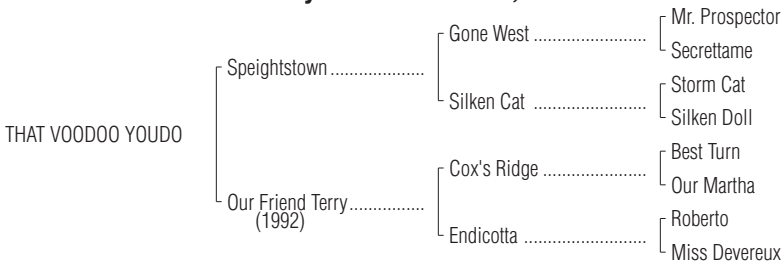 Mr. Prospector
Gone West ........................
Secrettame
Speightstown ....................
Storm Cat
Silken Cat ........................
Silken Doll
THAT VOODOO YOUDO
Best Turn
Cox's Ridge ......................
Our Martha
Our Friend Terry................
(1992)
Roberto
Endicotta ..........................
Miss Devereux